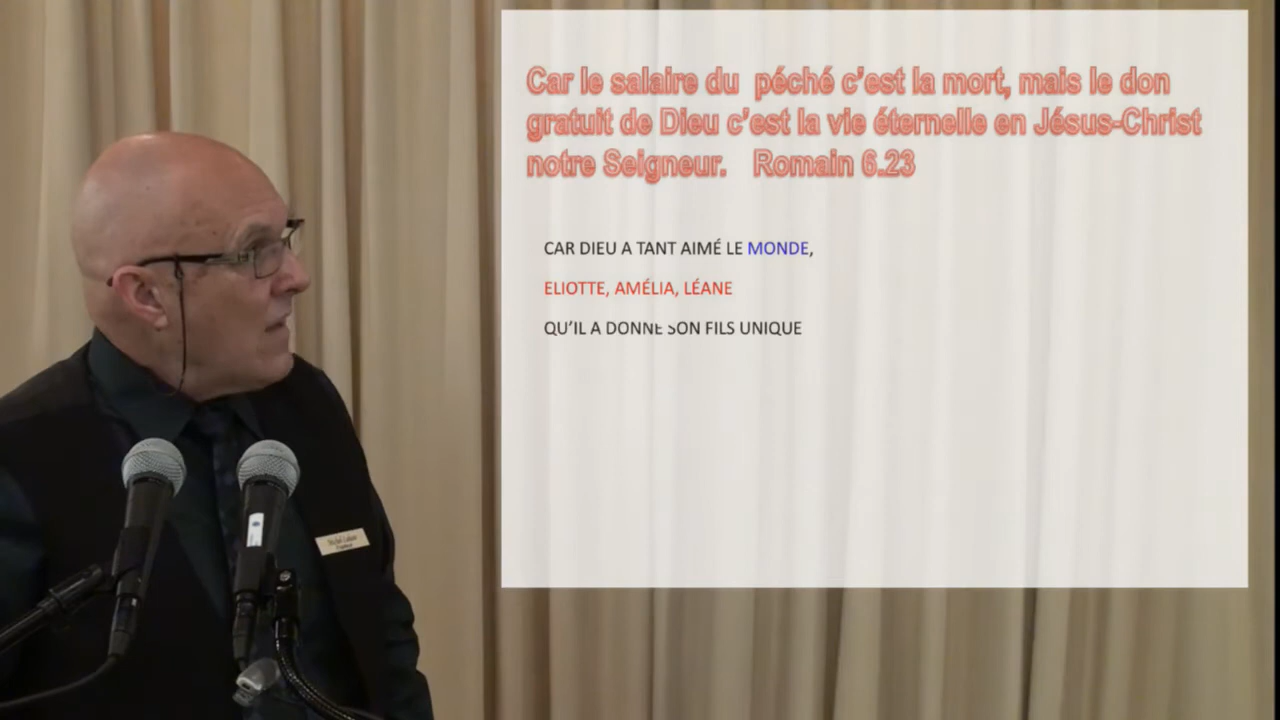 Car le salaire du péché c'est la mort, mais le don
gratuit de Dieu c'est la vie éternelle en Jésus-Christ
notre Seigneur. Romain 6.23
CAR DIEU A TANT AIMÉ LE MONDE,
ELIOTTE, AMÉLIA, LÉANE
QU'IL A DONNÉ SON FILS UNIQUE